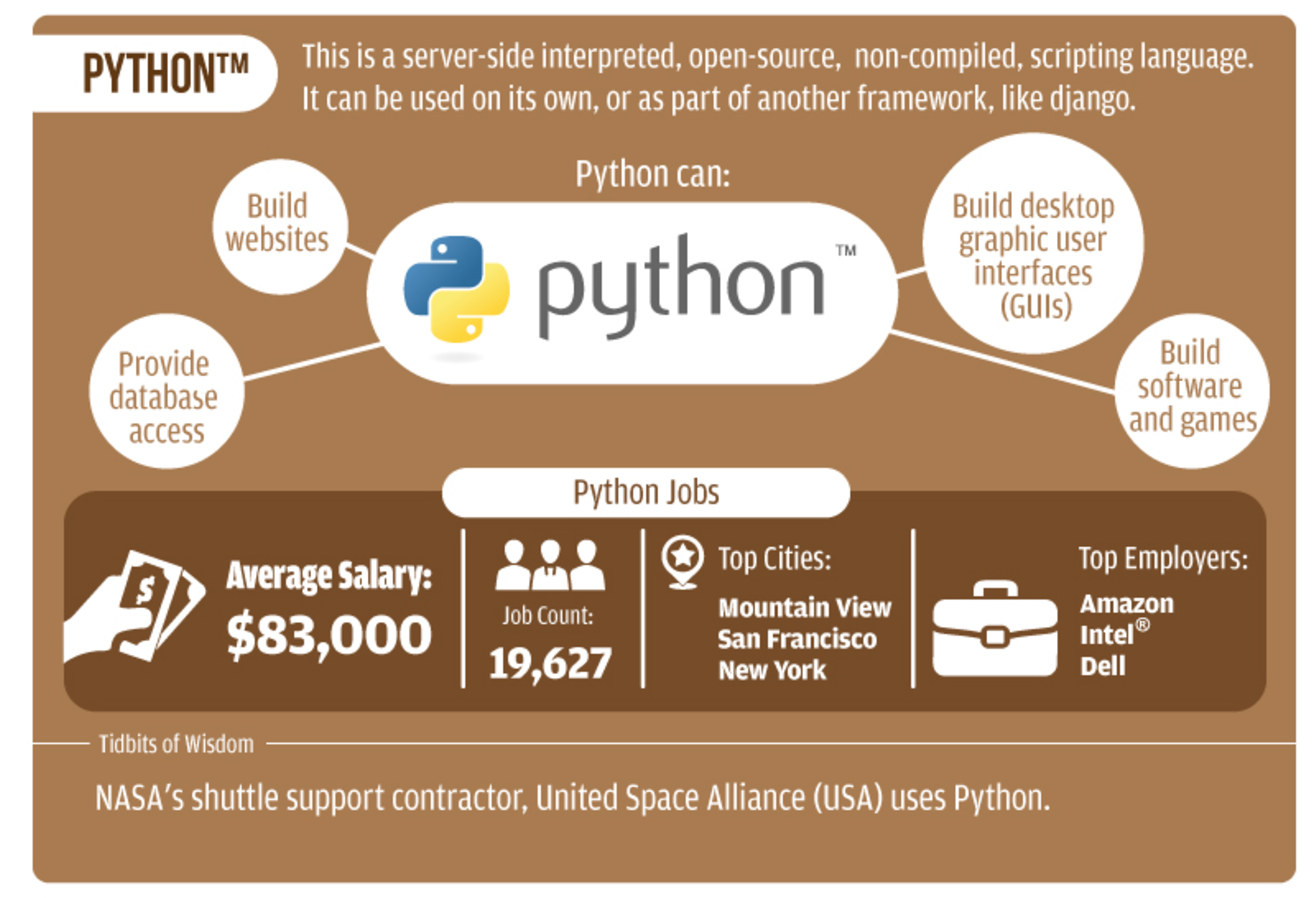 PYTHON™
This is a server-side interpreted, open-source, non-compiled, scripting language.
It can be used on its own, or as part of another framework, like django.
Python can:
Build
websites
Provide
database
access
python™
Build desktop
graphic user
interfaces
(GUIs)
Build
software
and games
Python Jobs
$
Average Salary:
$83,000
Job Count:
19,627
Top Cities:
Mountain View
San Francisco
New York
Top Employers:
Amazon
Intel®
Dell
Tidbits of Wisdom
NASA's shuttle support contractor, United Space Alliance (USA) uses Python.